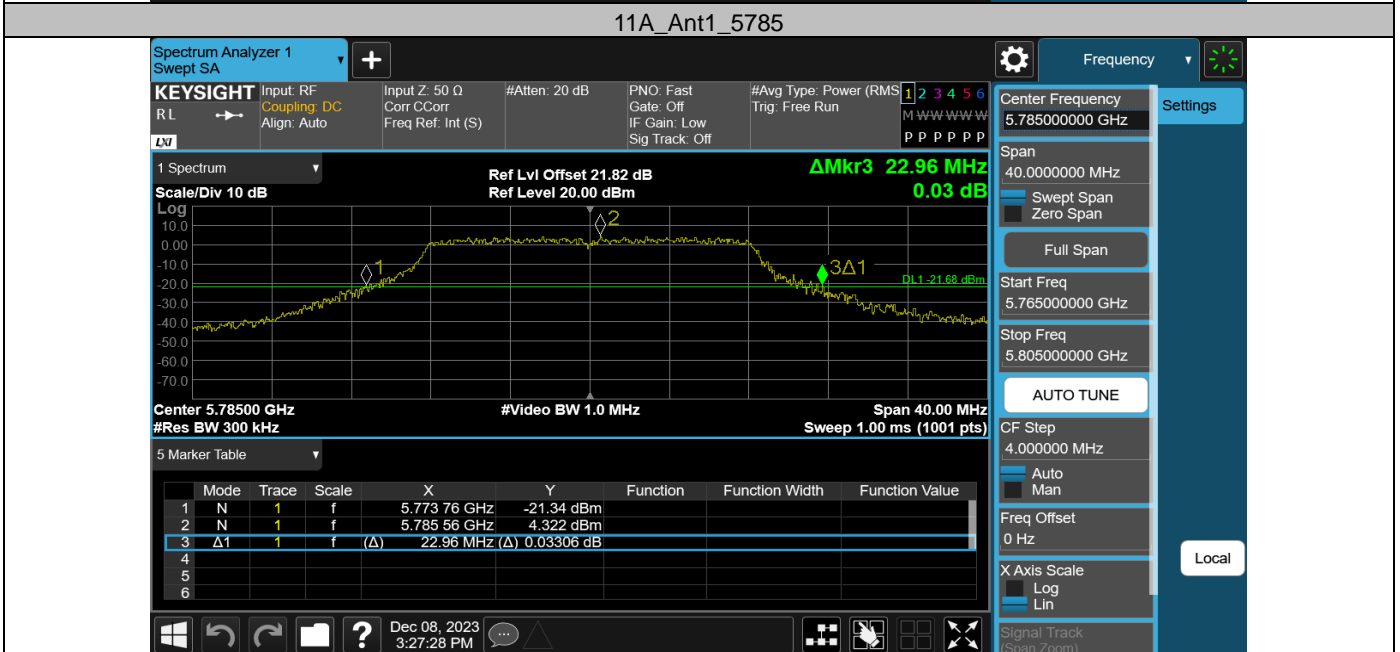 11A_Ant1_5785
Spectrum Analyzer 1
Swept SA
Frequency
KEYSIGHT
RL
LXI
Input: RF
Coupling: DC
Align: Auto
Input Z: 50 Ω
Corr CCorr
Freq Ref: Int (S)
#Atten: 20 dB
PNO: Fast
Gate: Off
IF Gain: Low
Sig Track: Off
#Avg Type: Power (RMS
Trig: Free Run
1 2 3 4 5 6
M W W W W W
P P P P P P
Center Frequency
5.785000000 GHz
Settings
Span
40.0000000 MHz
Swept Span
Zero Span
Full Span
Start Freq
5.765000000 GHz
Stop Freq
5.805000000 GHz
AUTO TUNE
CF Step
4.000000 MHz
Auto
Man
Freq Offset
0 Hz
X Axis Scale
Log
Lin
Signal Track
(Span Zoom)
Local
1 Spectrum
Scale/Div 10 dB
Ref Lvl Offset 21.82 dB
Ref Level 20.00 dBm
ΔMkr3 22.96 MHz
0.03 dB
Log
10.0
0.00
-10.0
-20.0
-30.0
-40.0
-50.0
-60.0
-70.0
1
2
3Δ1
DL1 -21.68 dBm
Center 5.78500 GHz
#Video BW 1.0 MHz
Span 40.00 MHz
#Res BW 300 kHz
Sweep 1.00 ms (1001 pts)
5 Marker Table
Mode Trace Scale X Y Function Function Width Function Value
1 N 1 f 5.773 76 GHz -21.34 dBm
2 N 1 f 5.785 56 GHz 4.322 dBm
3 Δ1 1 f (Δ) 22.96 MHz (Δ) 0.03306 dB
4
5
6
?
Dec 08, 2023
3:27:28 PM